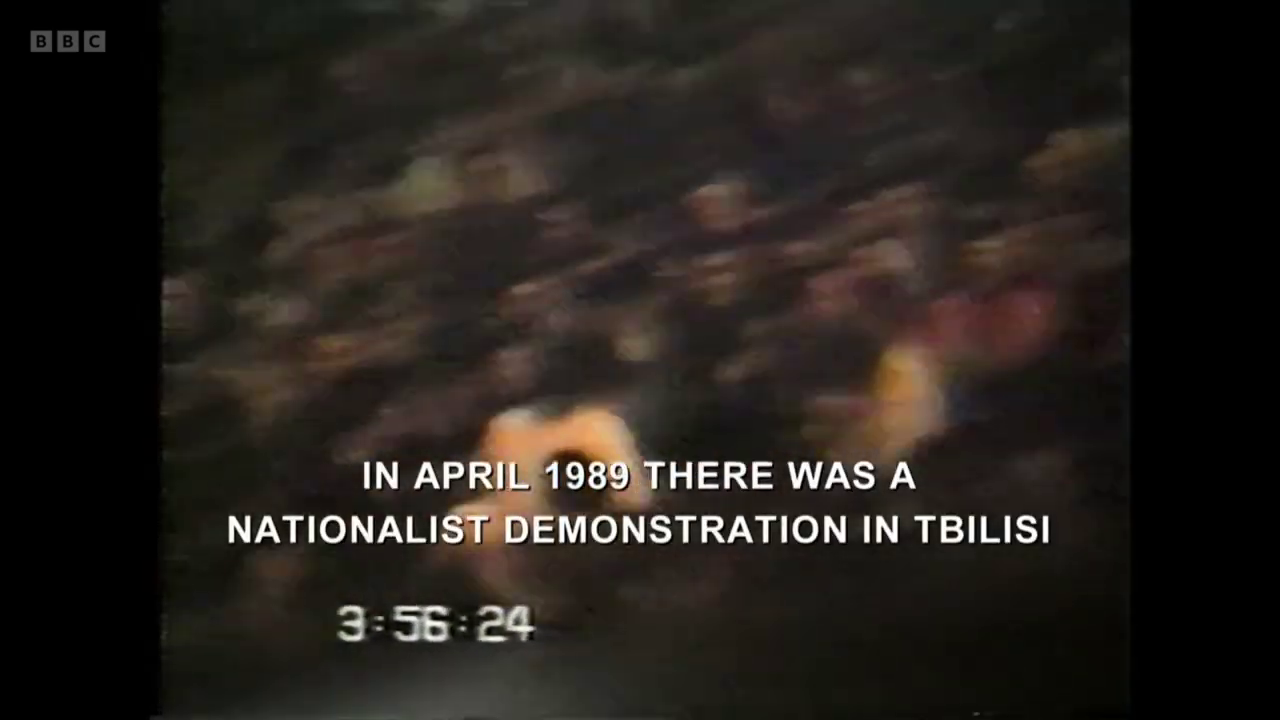 BBC
IN APRIL 1989 THERE WAS A
NATIONALIST DEMONSTRATION IN TBILISI
3:56:24